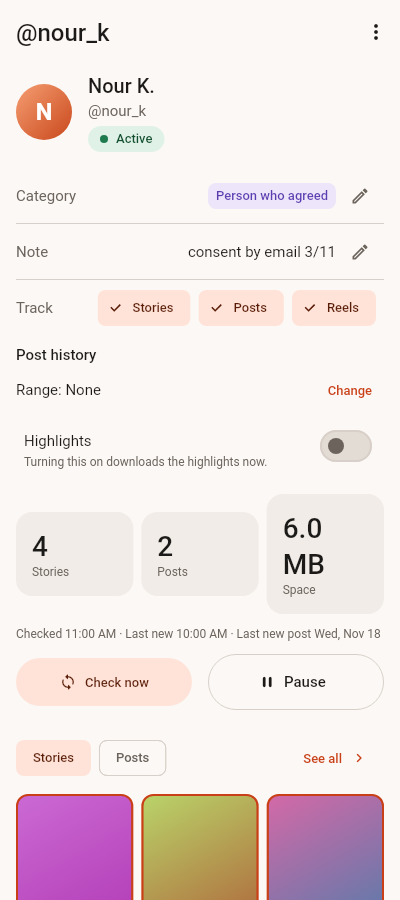 @nour_k
N
Nour K.
@nour_k
Active
Category
Person who agreed
Note
consent by email 3/11
Track
Stories
Posts
Reels
Post history
Range: None
Change
Highlights
Turning this on downloads the highlights now.
4
Stories
2
Posts
6.0
MB
Space
Checked 11:00 AM · Last new 10:00 AM · Last new post Wed, Nov 18
Check now
Pause
Stories
Posts
See all